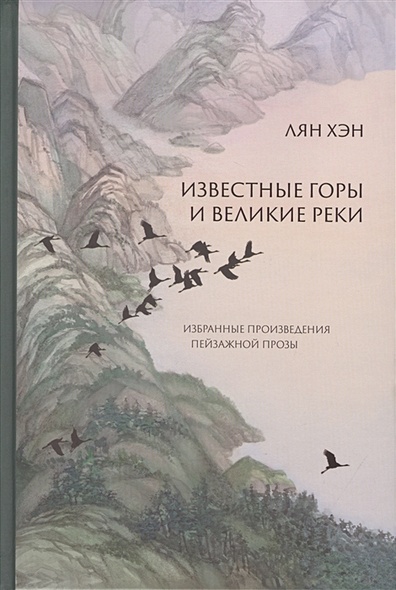 ЛЯН ХЭН
ИЗВЕСТНЫЕ ГОРЫ
И ВЕЛИКИЕ РЕКИ
ИЗБРАННЫЕ ПРОИЗВЕДЕНИЯ
ПЕЙЗАЖНОЙ ПРОЗЫ